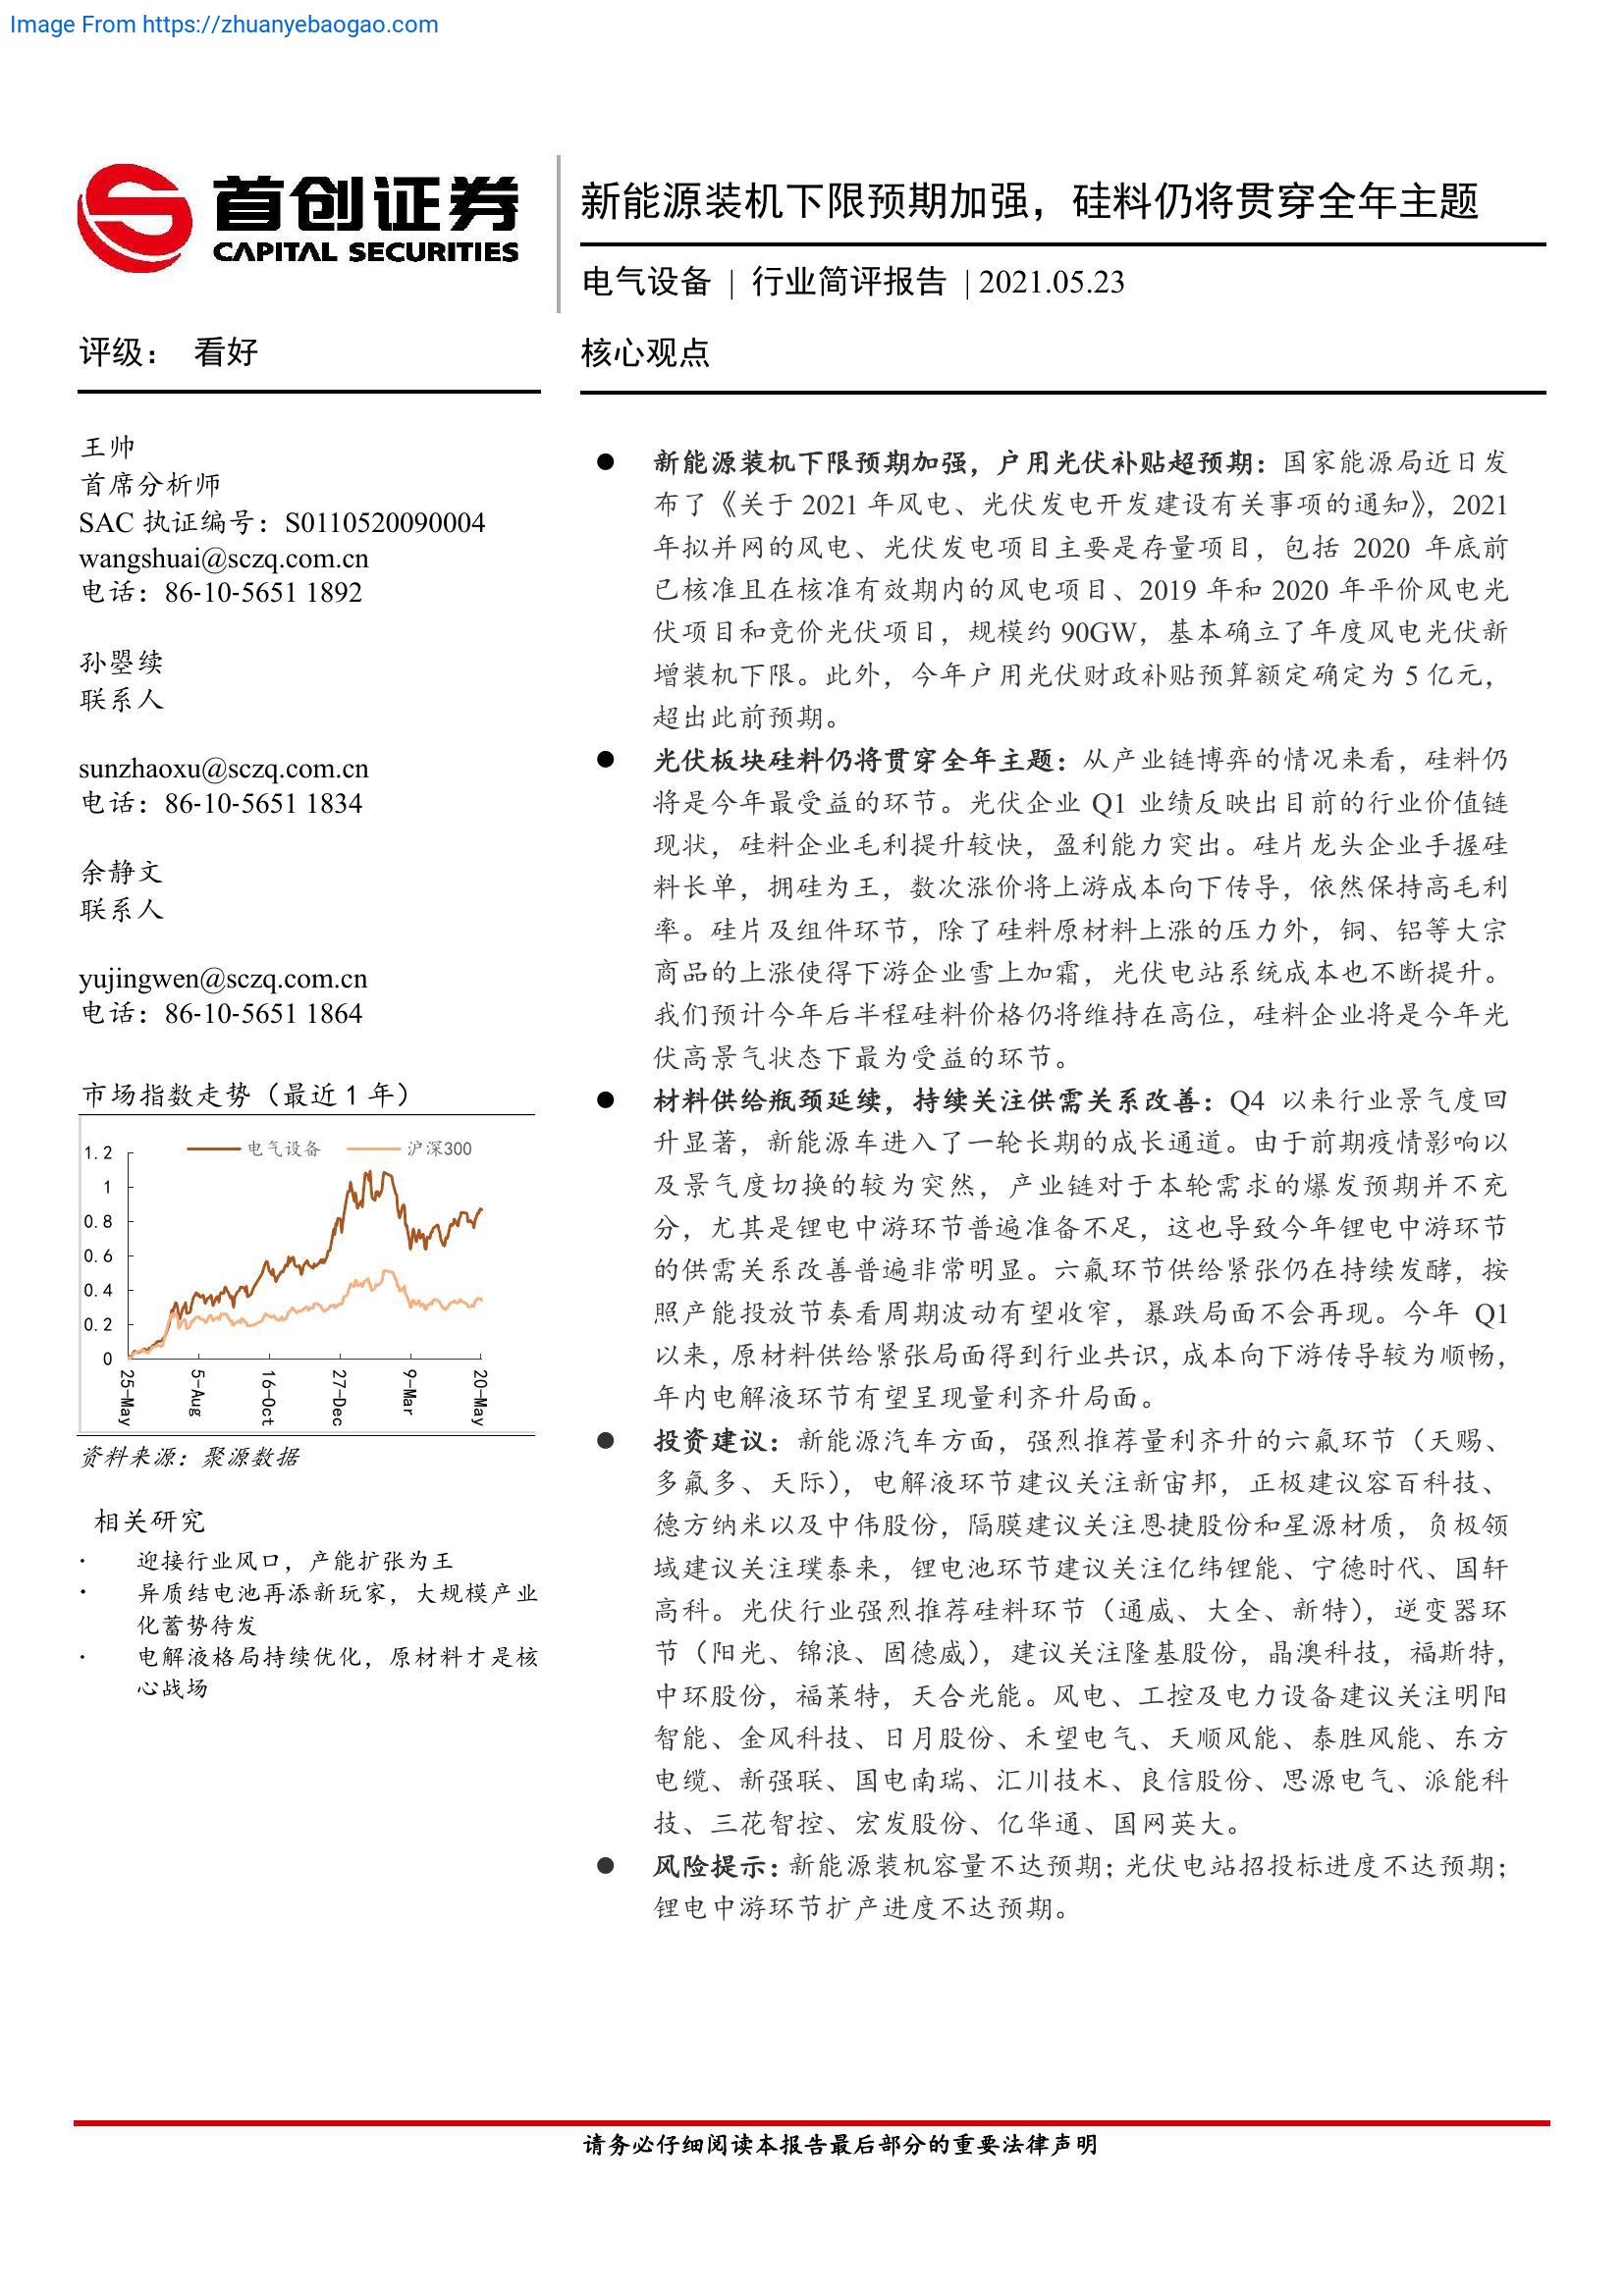 Image From https://zhuanyebaogao.com
首创证券
CAPITAL SECURITIES
新能源装机下限预期加强，硅料仍将贯穿全年主题
电气设备 | 行业简评报告 | 2021.05.23
评级： 看好
王帅
首席分析师
SAC 执证编号：S0110520090004
wangshuai@sczq.com.cn
电话：86-10-5651 1892
孙曌续
联系人
sunzhaoxu@sczq.com.cn
电话：86-10-5651 1834
余静文
联系人
yujingwen@sczq.com.cn
电话：86-10-5651 1864
市场指数走势（最近 1 年）
电气设备 沪深300
1.2
1
0.8
0.6
0.4
0.2
0
25-May 5-Aug 16-Oct 27-Dec 9-Mar 20-May
资料来源：聚源数据
相关研究
· 迎接行业风口，产能扩张为王
· 异质结电池再添新玩家，大规模产业
化蓄势待发
· 电解液格局持续优化，原材料才是核
心战场
核心观点
● 新能源装机下限预期加强，户用光伏补贴超预期：国家能源局近日发
布了《关于 2021 年风电、光伏发电开发建设有关事项的通知》，2021
年拟并网的风电、光伏发电项目主要是存量项目，包括 2020 年底前
已核准且在核准有效期内的风电项目、2019 年和 2020 年平价风电光
伏项目和竞价光伏项目，规模约 90GW，基本确立了年度风电光伏新
增装机下限。此外，今年户用光伏财政补贴预算额定确定为 5 亿元，
超出此前预期。
● 光伏板块硅料仍将贯穿全年主题：从产业链博弈的情况来看，硅料仍
将是今年最受益的环节。光伏企业 Q1 业绩反映出目前的行业价值链
现状，硅料企业毛利提升较快，盈利能力突出。硅片龙头企业手握硅
料长单，拥硅为王，数次涨价将上游成本向下传导，依然保持高毛利
率。硅片及组件环节，除了硅料原材料上涨的压力外，铜、铝等大宗
商品的上涨使得下游企业雪上加霜，光伏电站系统成本也不断提升。
我们预计今年后半程硅料价格仍将维持在高位，硅料企业将是今年光
伏高景气状态下最为受益的环节。
● 材料供给瓶颈延续，持续关注供需关系改善：Q4 以来行业景气度回
升显著，新能源车进入了一轮长期的成长通道。由于前期疫情影响以
及景气度切换的较为突然，产业链对于本轮需求的爆发预期并不充
分，尤其是锂电中游环节普遍准备不足，这也导致今年锂电中游环节
的供需关系改善普遍非常明显。六氟环节供给紧张仍在持续发酵，按
照产能投放节奏看周期波动有望收窄，暴跌局面不会再现。今年 Q1
以来，原材料供给紧张局面得到行业共识，成本向下游传导较为顺畅，
年内电解液环节有望呈现量利齐升局面。
● 投资建议：新能源汽车方面，强烈推荐量利齐升的六氟环节（天赐、
多氟多、天际），电解液环节建议关注新宙邦，正极建议容百科技、
德方纳米以及中伟股份，隔膜建议关注恩捷股份和星源材质，负极领
域建议关注璞泰来，锂电池环节建议关注亿纬锂能、宁德时代、国轩
高科。光伏行业强烈推荐硅料环节（通威、大全、新特），逆变器环
节（阳光、锦浪、固德威），建议关注隆基股份，晶澳科技，福斯特，
中环股份，福莱特，天合光能。风电、工控及电力设备建议关注明阳
智能、金风科技、日月股份、禾望电气、天顺风能、泰胜风能、东方
电缆、新强联、国电南瑞、汇川技术、良信股份、思源电气、派能科
技、三花智控、宏发股份、亿华通、国网英大。
● 风险提示：新能源装机容量不达预期；光伏电站招投标进度不达预期；
锂电中游环节扩产进度不达预期。
请务必仔细阅读本报告最后部分的重要法律声明